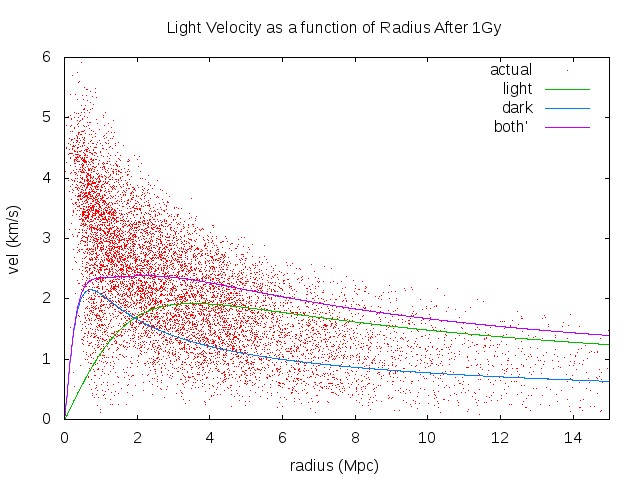 Light Velocity as a function of Radius After 1Gy
6
5
4
3
2
1
0
vel (km/s)
actual
light
dark
both'
0 2 4 6 8 10 12 14
radius (Mpc)